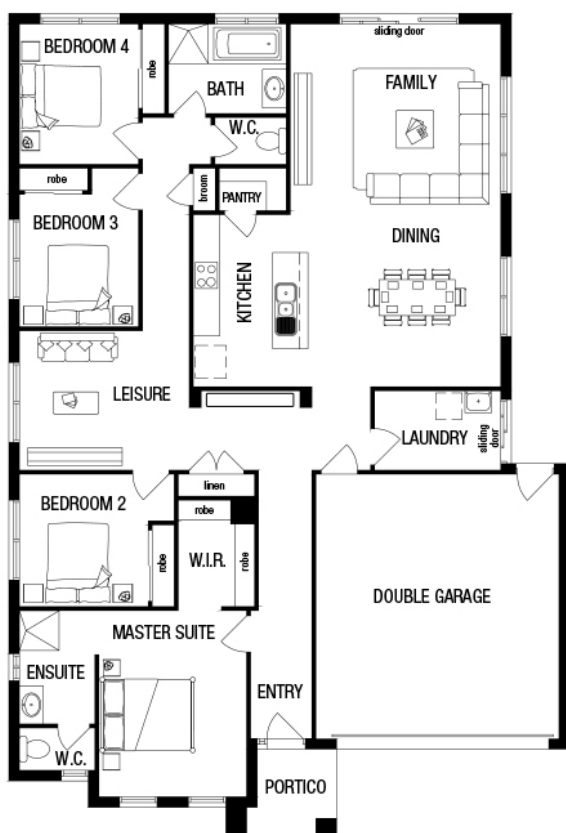 sliding door
BEDROOM 4
robe
BATH
FAMILY
W.C.
robe
broom
PANTRY
BEDROOM 3
DINING
KITCHEN
LEISURE
LAUNDRY
sliding
door
linen
BEDROOM 2
robe
robe
W.I.R.
robe
DOUBLE GARAGE
MASTER SUITE
ENSUITE
ENTRY
W.C.
PORTICO